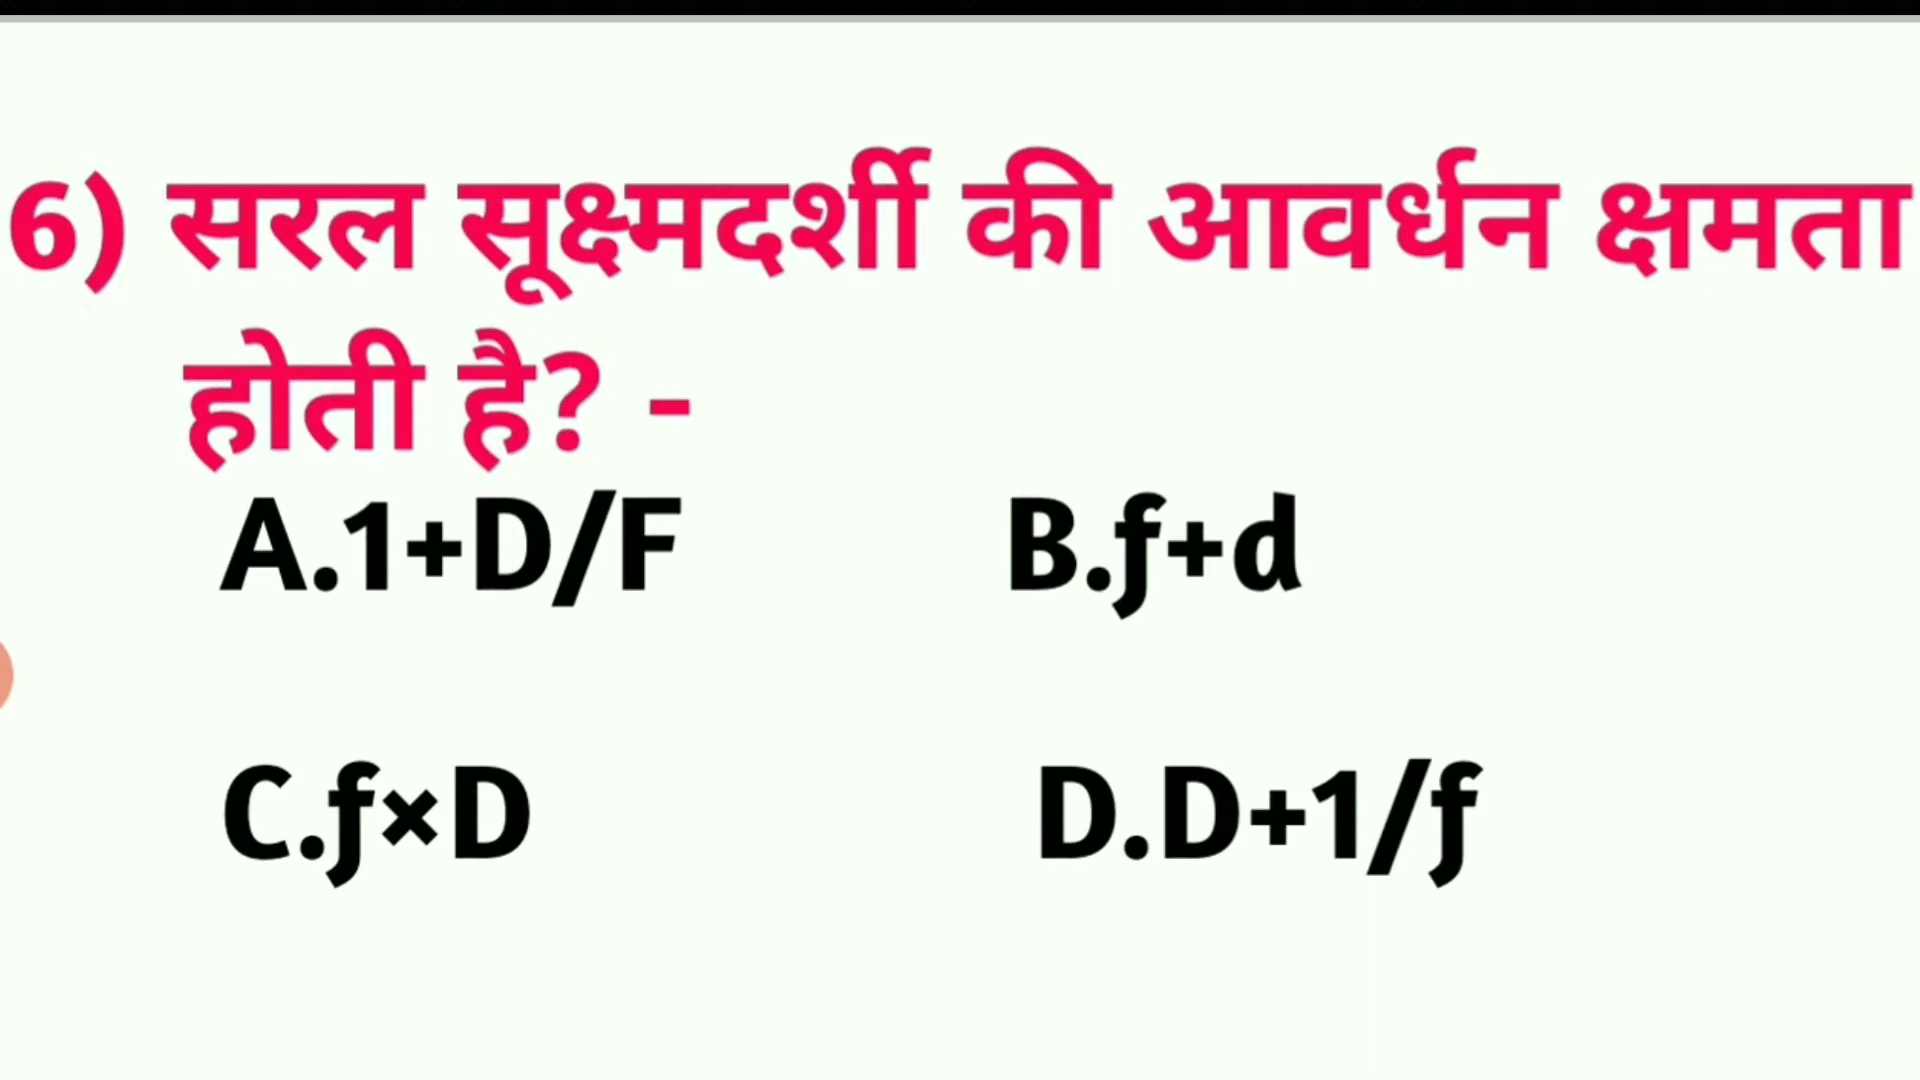 6) सरल सूक्ष्मदर्शी की आवर्धन क्षमता
होती है? -
A.1+D/F B.ƒ+d
C.ƒ×D D.D+1/ƒ